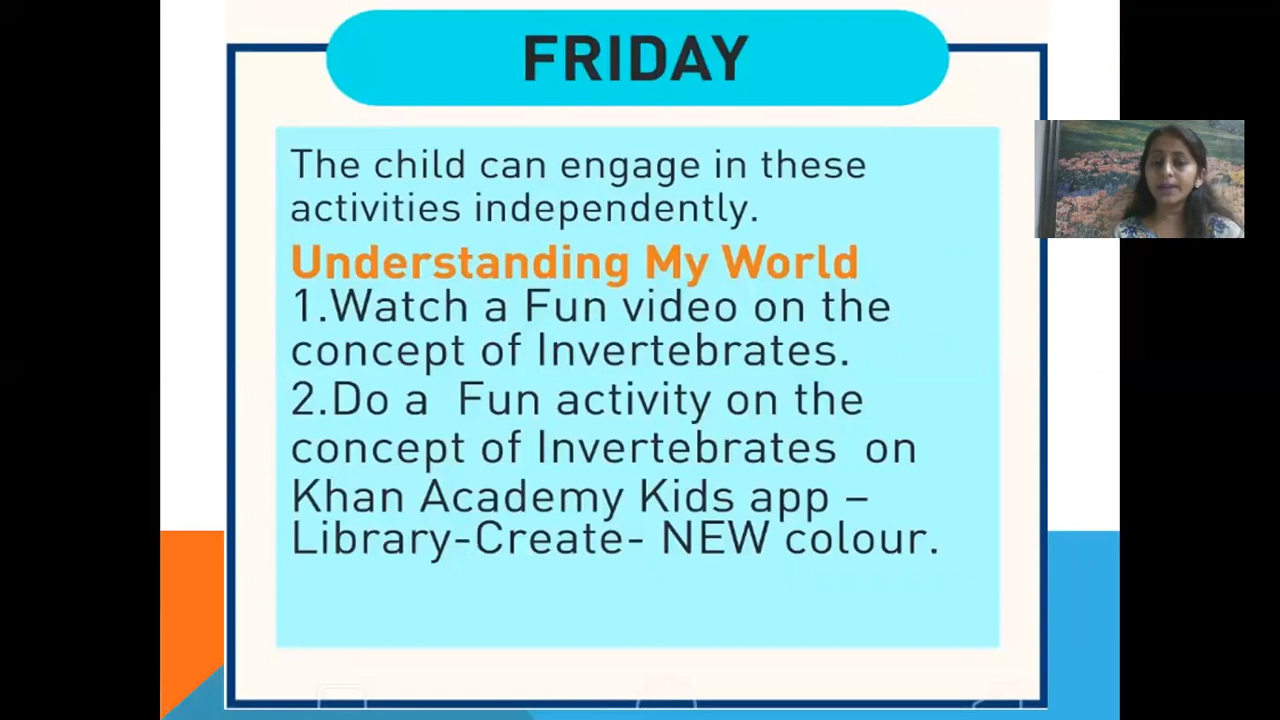 FRIDAY
The child can engage in these
activities independently.
Understanding My World
1.Watch a Fun video on the
concept of Invertebrates.
2.Do a Fun activity on the
concept of Invertebrates on
Khan Academy Kids app –
Library-Create- NEW colour.